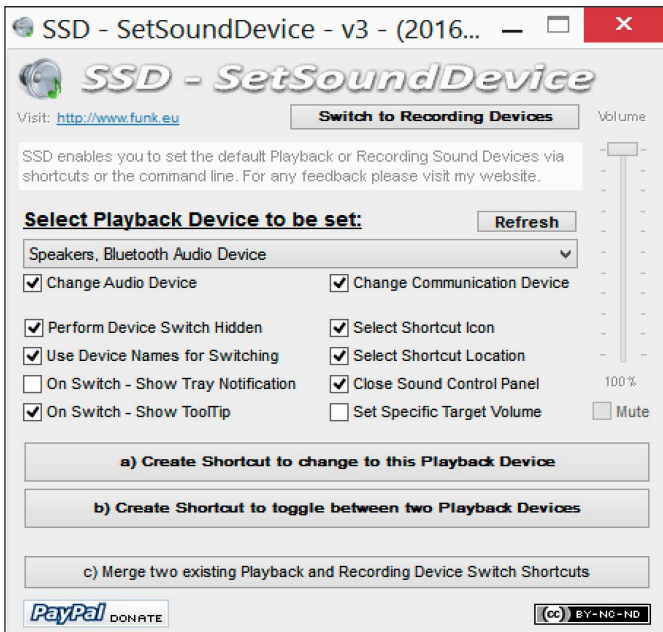 SSD - SetSoundDevice - v3 - (2016...
SSD - SetSoundDevice
Visit: http://www.funk.eu
Switch to Recording Devices
Volume
SSD enables you to set the default Playback or Recording Sound Devices via
shortcuts or the command line. For any feedback please visit my website.
Select Playback Device to be set:
Refresh
Speakers, Bluetooth Audio Device
Change Audio Device
Change Communication Device
Perform Device Switch Hidden
Select Shortcut Icon
Use Device Names for Switching
Select Shortcut Location
On Switch - Show Tray Notification
Close Sound Control Panel
100%
On Switch - Show ToolTip
Set Specific Target Volume
Mute
a) Create Shortcut to change to this Playback Device
b) Create Shortcut to toggle between two Playback Devices
c) Merge two existing Playback and Recording Device Switch Shortcuts
PayPal DONATE
(cc) BY-NC-ND